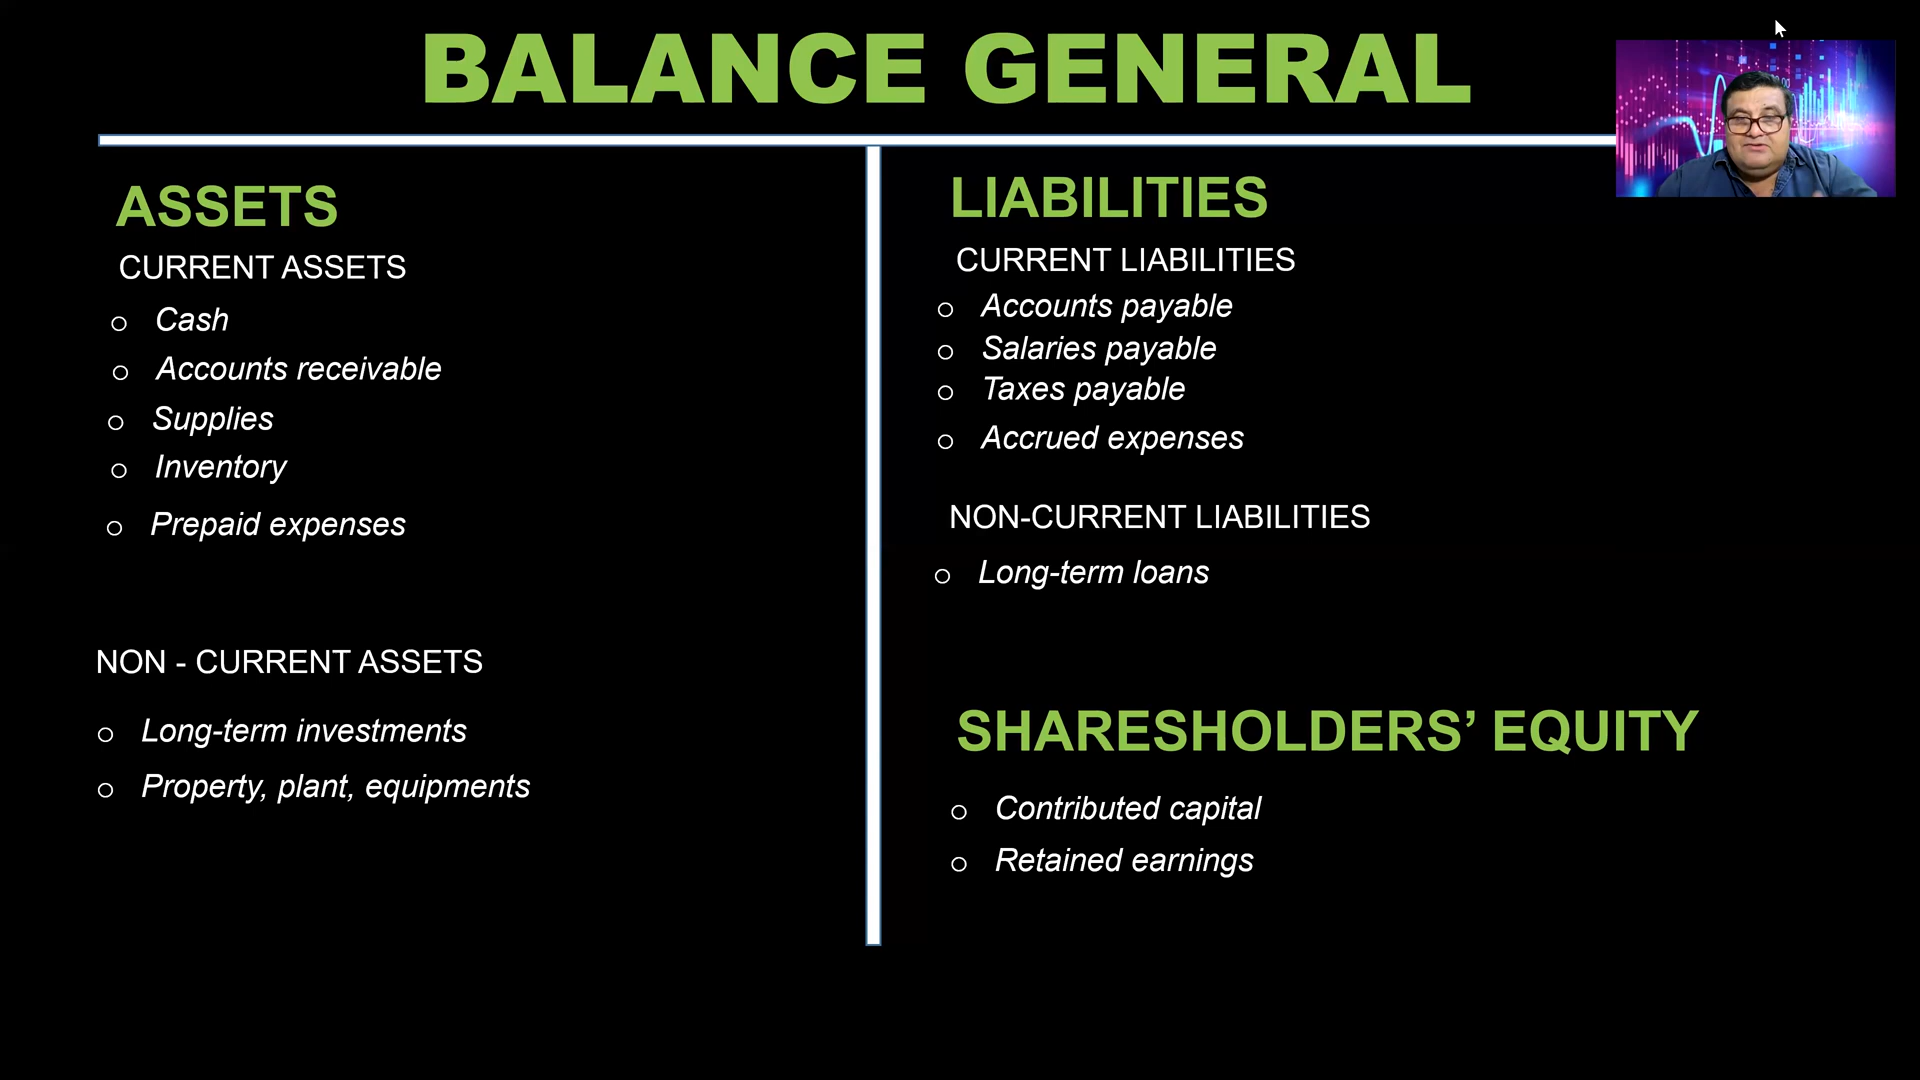 BALANCE GENERAL
ASSETS
CURRENT ASSETS
o Cash
o Accounts receivable
o Supplies
o Inventory
o Prepaid expenses
NON - CURRENT ASSETS
o Long-term investments
o Property, plant, equipments
LIABILITIES
CURRENT LIABILITIES
o Accounts payable
o Salaries payable
o Taxes payable
o Accrued expenses
NON-CURRENT LIABILITIES
o Long-term loans
SHARESHOLDERS’ EQUITY
o Contributed capital
o Retained earnings